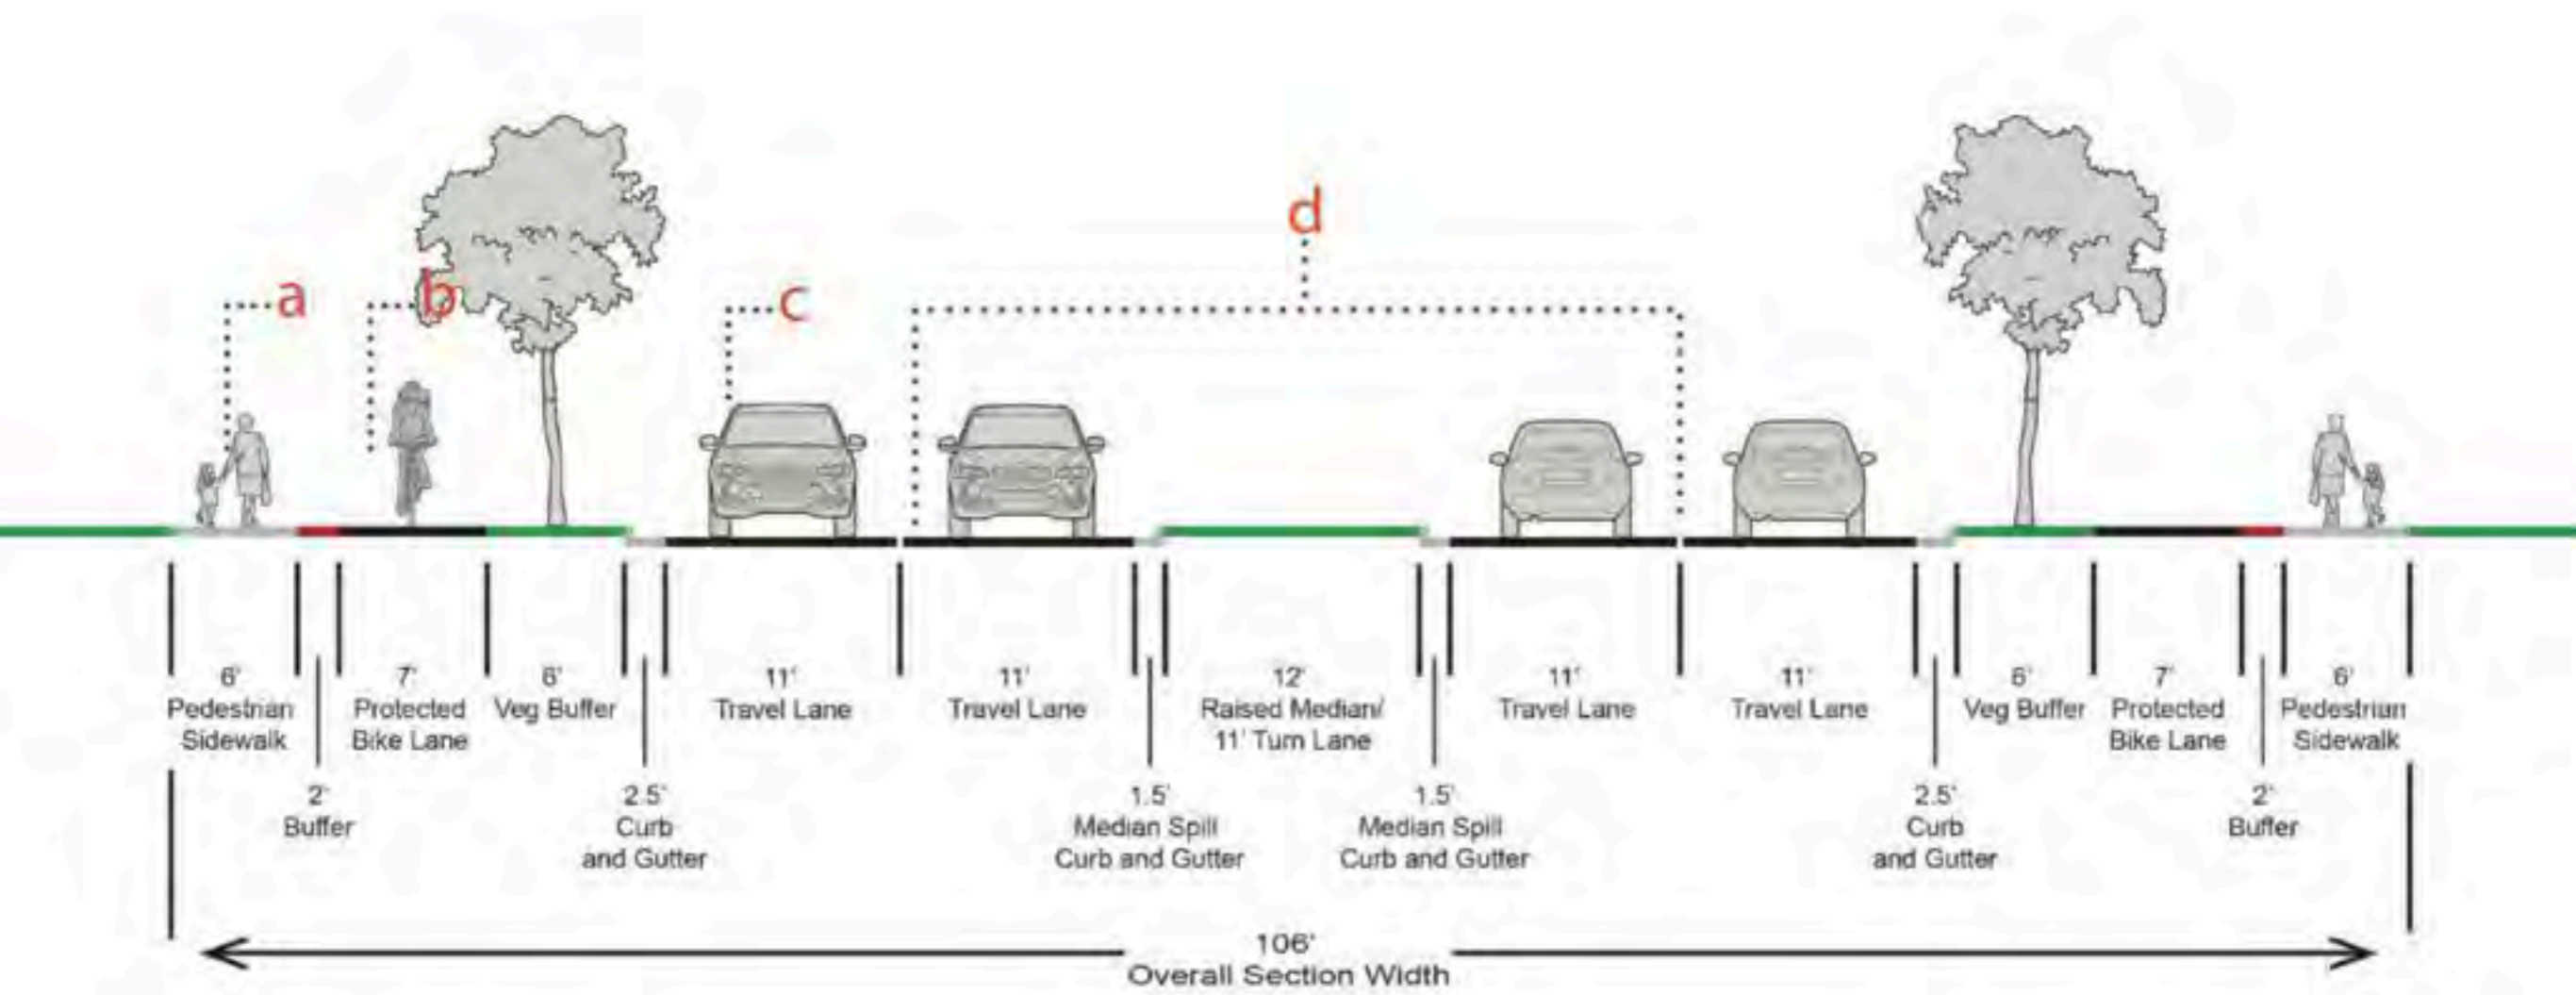 d
a
b
c
6'
Pedestrian
Sidewalk
7'
Protected
Bike Lane
6'
Veg Buffer
11'
Travel Lane
11'
Travel Lane
12'
Raised Median/
11' Turn Lane
11'
Travel Lane
11'
Travel Lane
6'
Veg Buffer
7'
Protected
Bike Lane
6'
Pedestrian
Sidewalk
2'
Buffer
2.5'
Curb
and Gutter
1.5'
Median Spill
Curb and Gutter
1.5'
Median Spill
Curb and Gutter
2.5'
Curb
and Gutter
2'
Buffer
106'
Overall Section Width